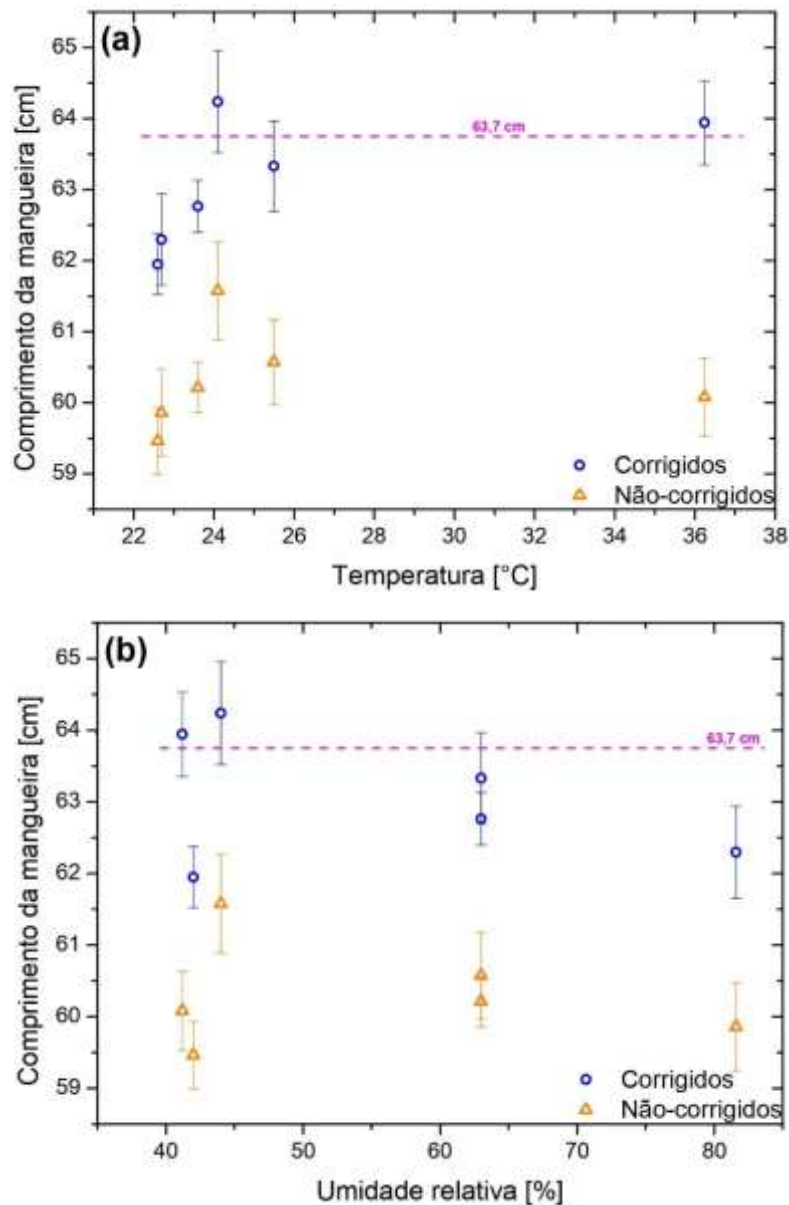 (a)
65
64
63
62
61
60
59
Comprimento da mangueira [cm]
63,7 cm
Corrigidos
Não-corrigidos
22 24 26 28 30 32 34 36 38
Temperatura [°C]
(b)
65
64
63
62
61
60
59
Comprimento da mangueira [cm]
63,7 cm
Corrigidos
Não-corrigidos
40 50 60 70 80
Umidade relativa [%]